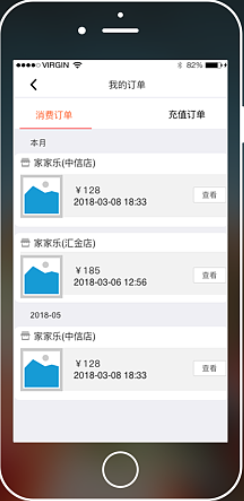 VIRGIN 82%
我的订单
消费订单 充值订单
本月
家家乐(中信店)
￥128
2018-03-08 18:33
查看
家家乐(汇金店)
￥185
2018-03-06 12:56
查看
2018-05
家家乐(中信店)
￥128
2018-03-08 18:33
查看